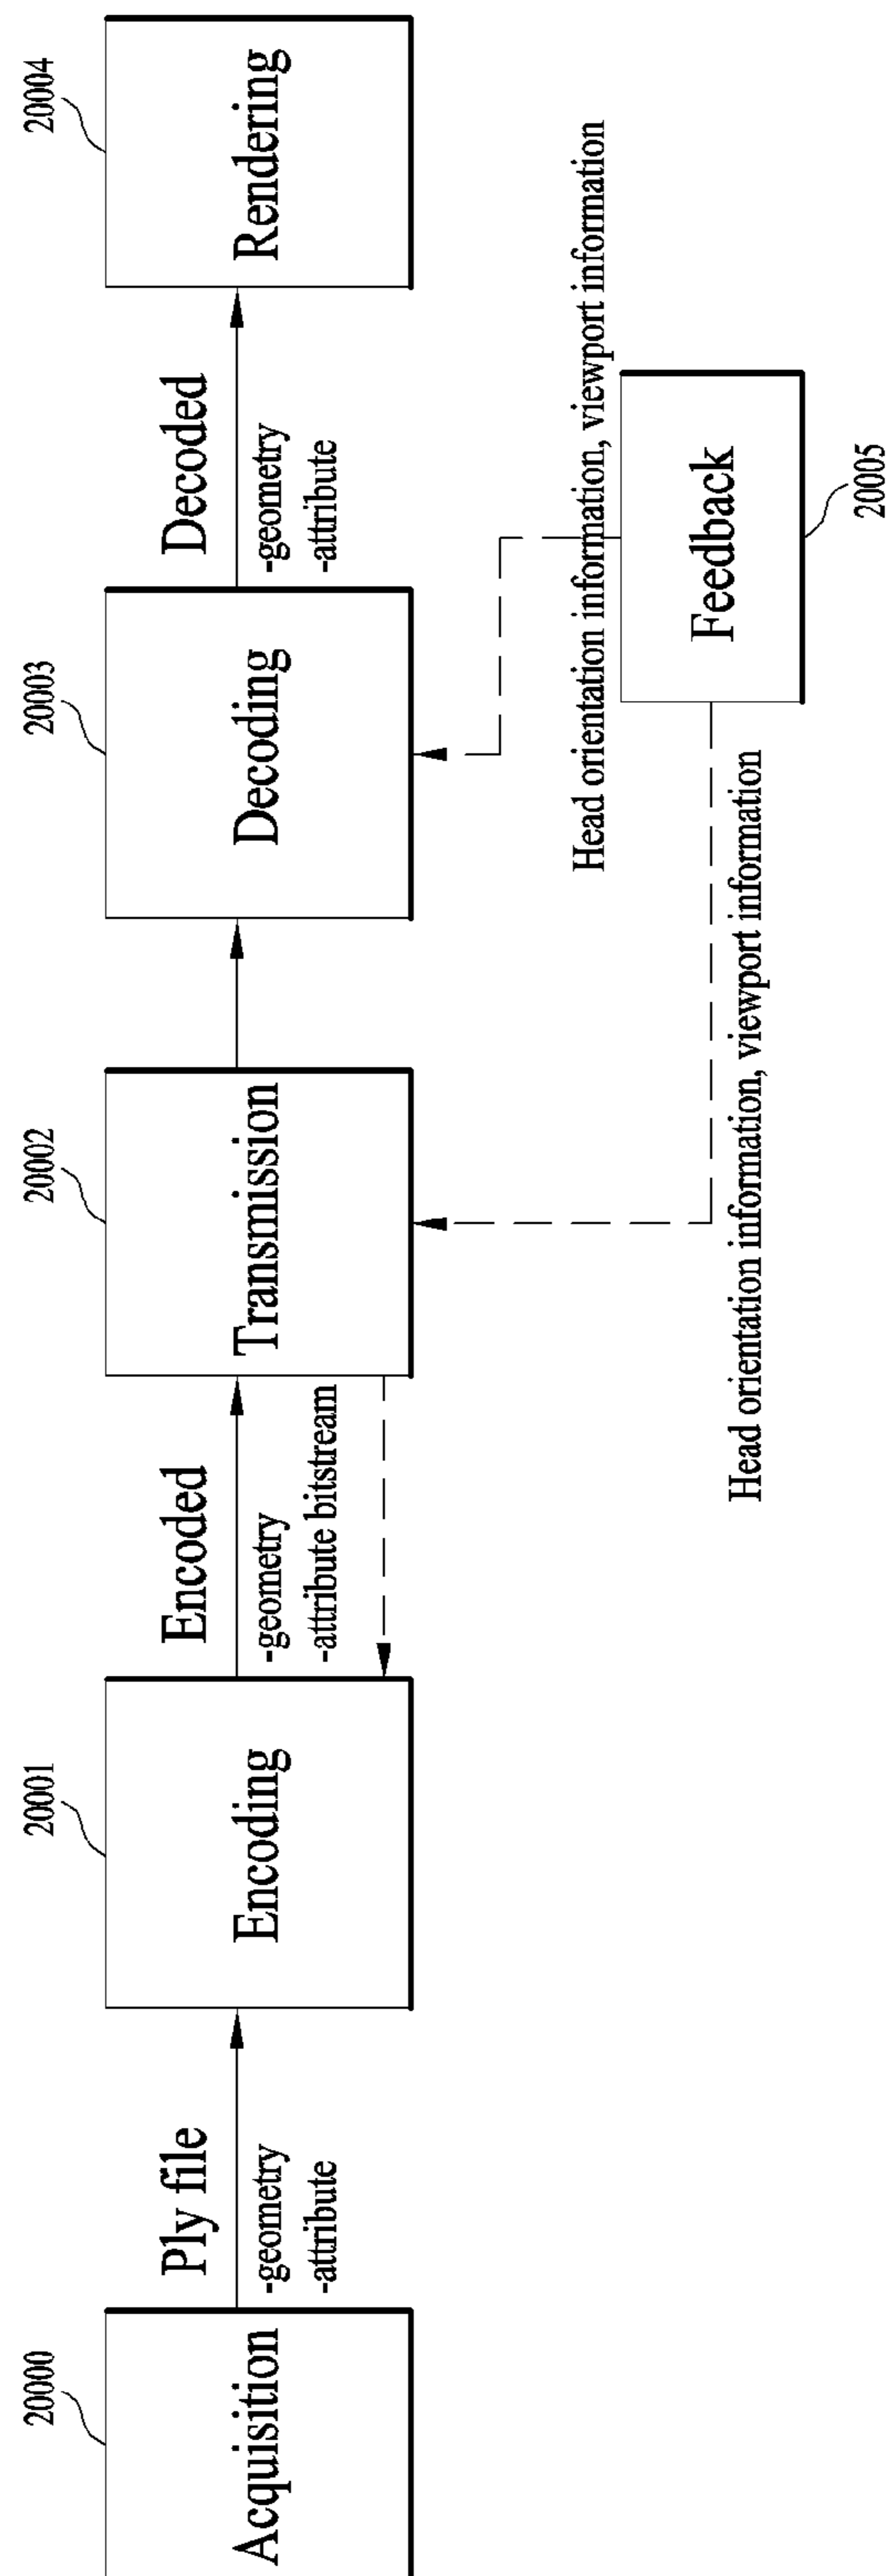 20000
20001
20002
20003
20004
Acquisition
Ply file
-geometry
-attribute
Encoding
Encoded
-geometry
-attribute bitstream
Transmission
Decoding
Decoded
-geometry
-attribute
Rendering
Head orientation information, viewport information
Feedback
20005
Head orientation information, viewport information